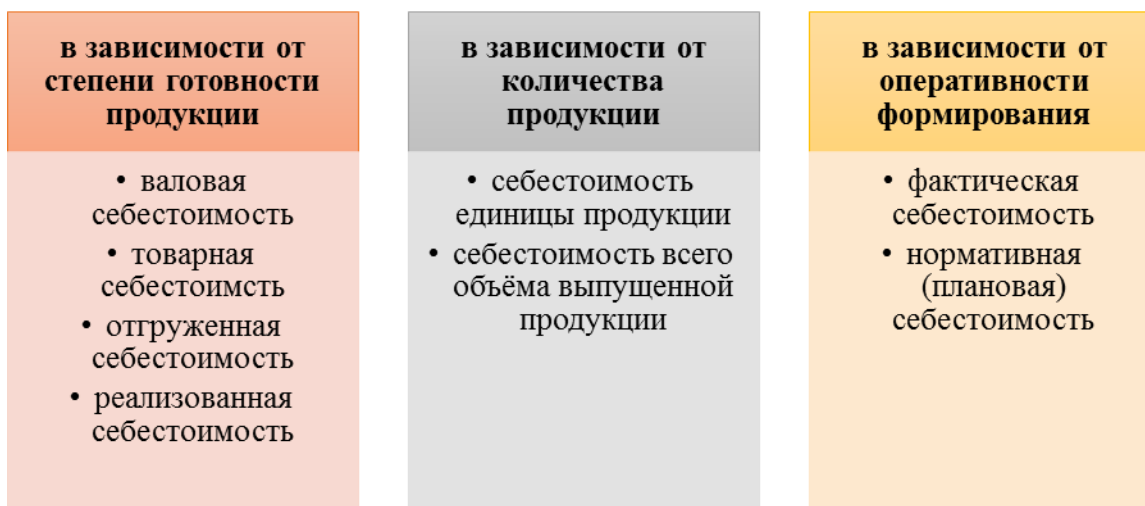 в зависимости от
степени готовности
продукции
• валовая
себестоимость
• товарная
себестоимсть
• отгруженная
себестоимость
• реализованная
себестоимость
в зависимости от
количества
продукции
• себестоимость
единицы продукции
• себестоимость всего
объёма выпущенной
продукции
в зависимости от
оперативности
формирования
• фактическая
себестоимость
• нормативная
(плановая)
себестоимость